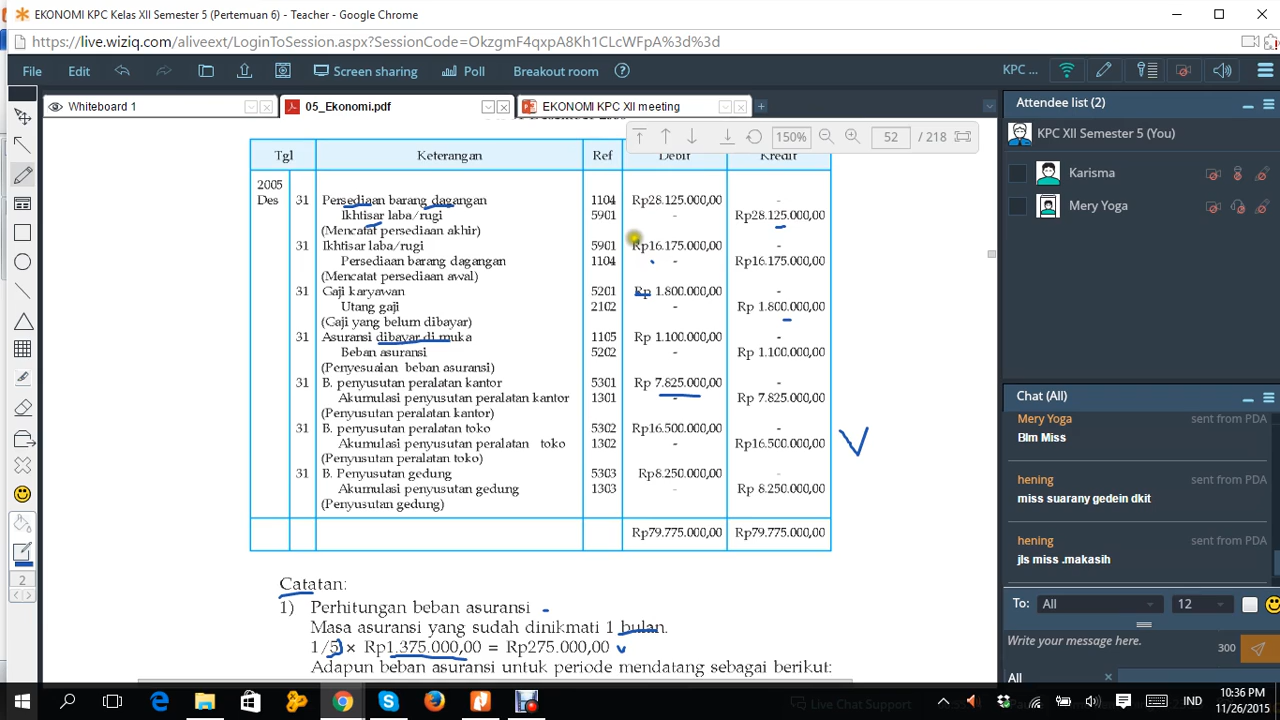 EKONOMI KPC Kelas XII Semester 5 (Pertemuan 6) - Teacher - Google Chrome
https://live.wiziq.com/aliveext/LoginToSession.aspx?SessionCode=OkzgmF4qxpA8Kh1CLcWFpA%3d%3d
File Edit Screen sharing Poll Breakout room KPC ...
Whiteboard 1 05_Ekonomi.pdf EKONOMI KPC XII meeting
150% 52 / 218
Tgl Keterangan Ref Debit Kredit
2005
Des 31 Persediaan barang dagangan 1104 Rp28.125.000,00 -
Ikhtisar laba/rugi 5901 - Rp28.125.000,00
(Mencatat persediaan akhir)
31 Ikhtisar laba/rugi 5901 Rp16.175.000,00 -
Persediaan barang dagangan 1104 - Rp16.175.000,00
(Mencatat persediaan awal)
31 Gaji karyawan 5201 Rp 1.800.000,00 -
Utang gaji 2102 - Rp 1.800.000,00
(Gaji yang belum dibayar)
31 Asuransi dibayar di muka 1105 Rp 1.100.000,00 -
Beban asuransi 5202 - Rp 1.100.000,00
(Penyesuaian beban asuransi)
31 B. penyusutan peralatan kantor 5301 Rp 7.825.000,00 -
Akumulasi penyusutan peralatan kantor 1301 - Rp 7.825.000,00
(Penyusutan peralatan kantor)
31 B. penyusutan peralatan toko 5302 Rp16.500.000,00 -
Akumulasi penyusutan peralatan toko 1302 - Rp16.500.000,00
(Penyusutan peralatan toko)
31 B. Penyusutan gedung 5303 Rp8.250.000,00 -
Akumulasi penyusutan gedung 1303 - Rp 8.250.000,00
(Penyusutan gedung)
Rp79.775.000,00 Rp79.775.000,00
Catatan:
1) Perhitungan beban asuransi
Masa asuransi yang sudah dinikmati 1 bulan.
1/5 × Rp1.375.000,00 = Rp275.000,00
Adapun beban asuransi untuk periode mendatang sebagai berikut:
2
Attendee list (2)
KPC XII Semester 5 (You)
Karisma
Mery Yoga
Chat (All)
Mery Yoga sent from PDA
Blm Miss
hening sent from PDA
miss suarany gedein dkit
hening sent from PDA
jls miss .makasih
To: All 12
Write your message here. 300
All
Live Chat Support
IND
10:36 PM
11/26/2015